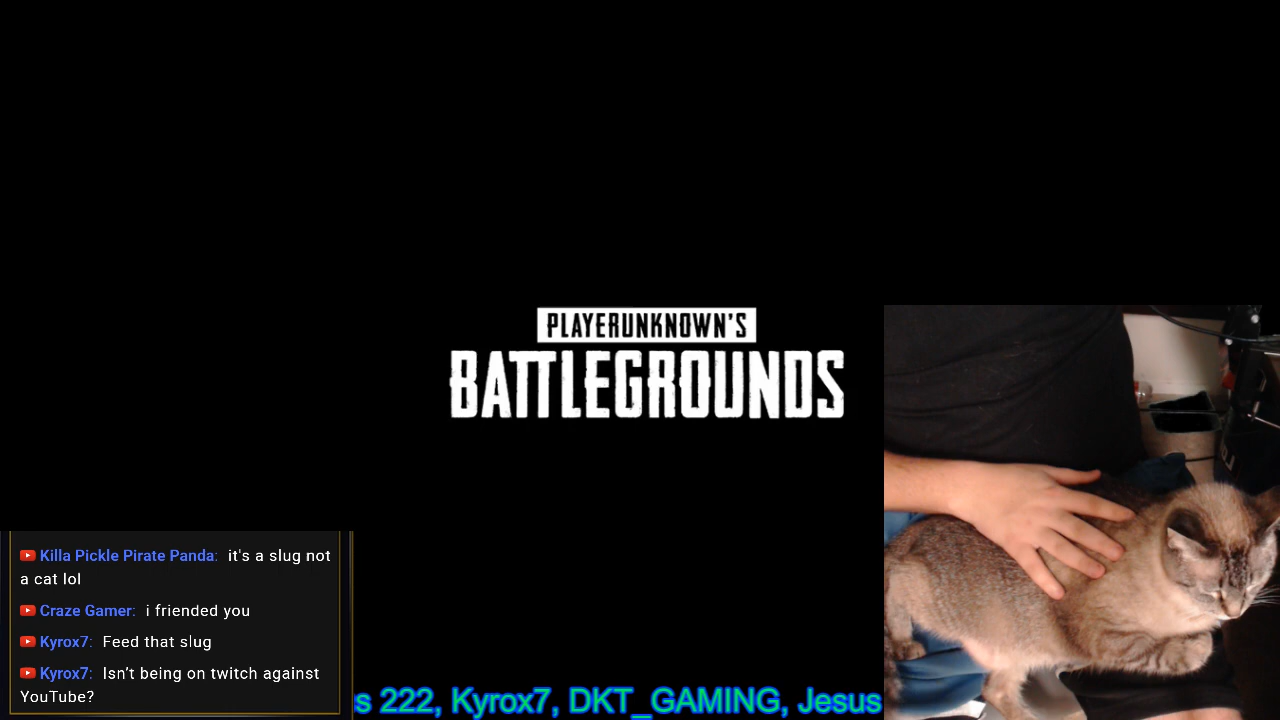 PLAYERUNKNOWN'S
BATTLEGROUNDS
Killa Pickle Pirate Panda: it's a slug not
a cat lol
Craze Gamer: i friended you
Kyrox7: Feed that slug
Kyrox7: Isn't being on twitch against
YouTube?
s 222, Kyrox7, DKT_GAMING, Jesus